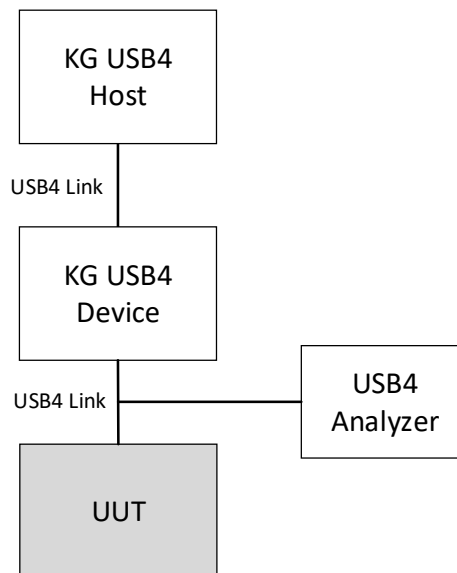 KG USB4
Host
USB4 Link
KG USB4
Device
USB4 Link
USB4
Analyzer
UUT